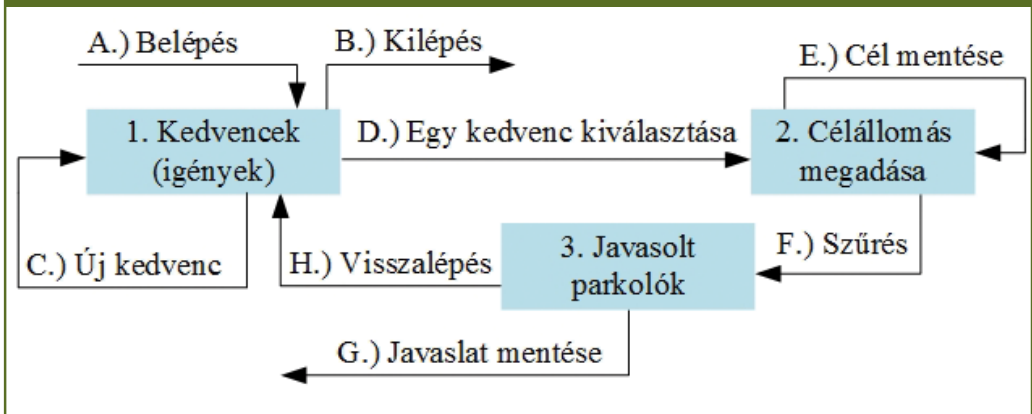 A.) Belépés
B.) Kilépés
E.) Cél mentése
1. Kedvencek
(igények)
D.) Egy kedvenc kiválasztása
2. Célállomás
megadása
C.) Új kedvenc
H.) Visszalépés
3. Javasolt
parkolók
F.) Szűrés
G.) Javaslat mentése